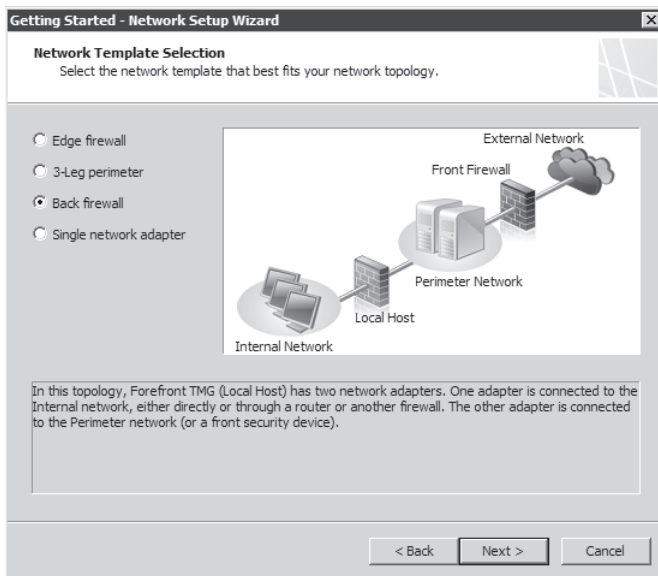 Getting Started - Network Setup Wizard
Network Template Selection
Select the network template that best fits your network topology.
Edge firewall
3-Leg perimeter
Back firewall
Single network adapter
External Network
Front Firewall
Perimeter Network
Local Host
Internal Network
In this topology, Forefront TMG (Local Host) has two network adapters. One adapter is connected to the
Internal network, either directly or through a router or another firewall. The other adapter is connected
to the Perimeter network (or a front security device).
< Back
Next >
Cancel